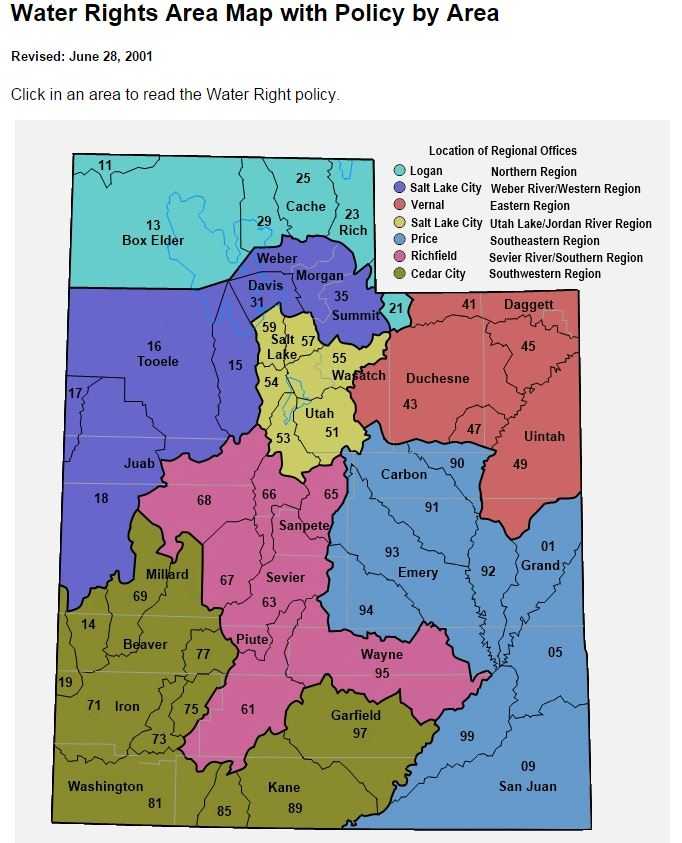 Water Rights Area Map with Policy by Area
Revised: June 28, 2001
Click in an area to read the Water Right policy.
Location of Regional Offices
Logan Northern Region
Salt Lake City Weber River/Western Region
Vernal Eastern Region
Salt Lake City Utah Lake/Jordan River Region
Price Southeastern Region
Richfield Sevier River/Southern Region
Cedar City Southwestern Region
11
25
Cache
23
Rich
29
13
Box Elder
Weber
Morgan
Davis
31
35
Summit
21
41
Daggett
59
Salt
Lake
57
45
16
Tooele
15
55
Wasatch
54
Duchesne
43
17
Utah
51
53
47
Uintah
49
Juab
18
68
66
65
Carbon
90
91
Sanpete
01
Grand
93
Emery
92
Millard
69
67
Sevier
63
94
14
Beaver
77
Piute
Wayne
95
05
19
71
Iron
75
61
Garfield
97
73
99
09
San Juan
Washington
81
85
Kane
89